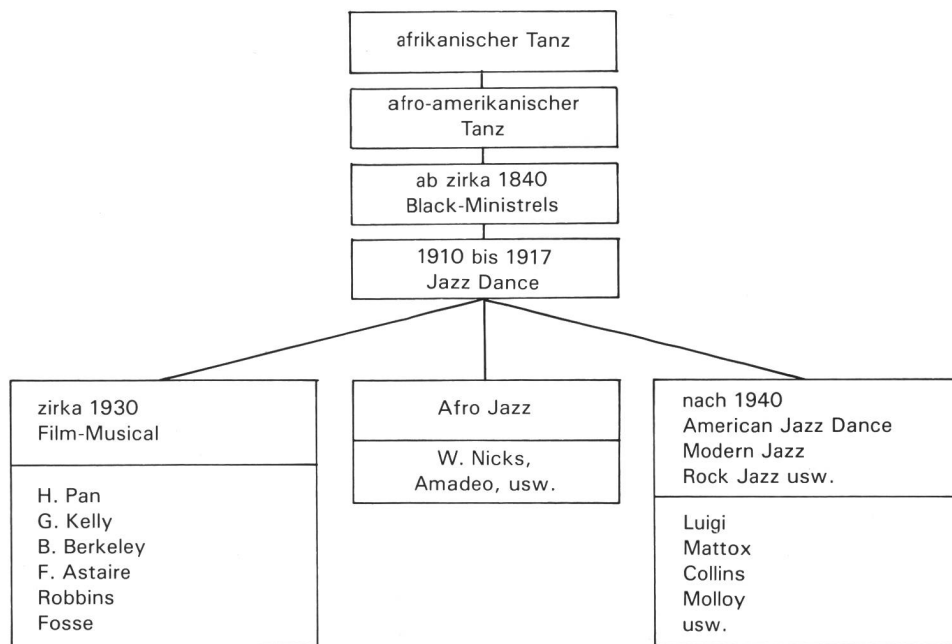 afrikanischer Tanz
afro-amerikanischer
Tanz
ab zirka 1840
Black-Ministrels
1910 bis 1917
Jazz Dance
zirka 1930
Film-Musical
H. Pan
G. Kelly
B. Berkeley
F. Astaire
Robbins
Fosse
Afro Jazz
W. Nicks,
Amadeo, usw.
nach 1940
American Jazz Dance
Modern Jazz
Rock Jazz usw.
Luigi
Mattox
Collins
Molloy
usw.